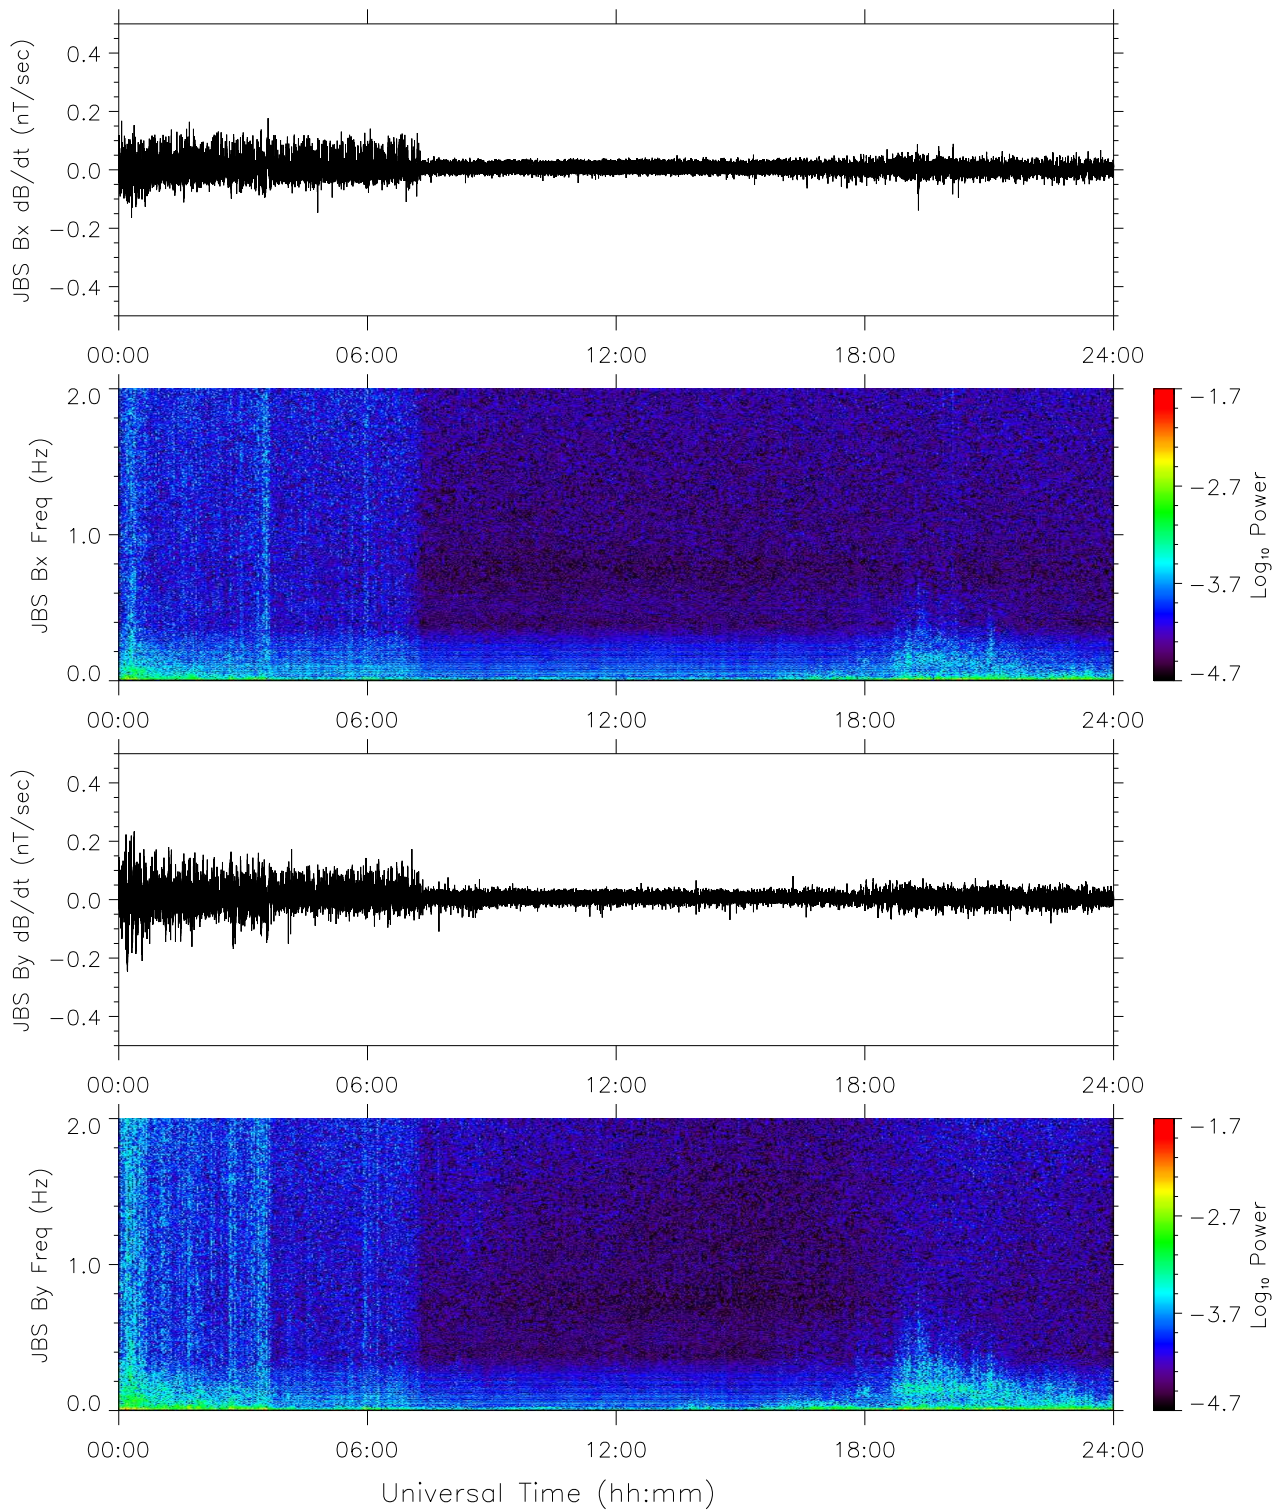 JBS Bx dB/dt (nT/sec)
0.4
0.2
0.0
−0.2
−0.4
00:00 06:00 12:00 18:00 24:00
JBS Bx Freq (Hz)
2.0
1.0
0.0
00:00 06:00 12:00 18:00 24:00
−1.7
−2.7
−3.7
−4.7
Log10 Power
JBS By dB/dt (nT/sec)
0.4
0.2
0.0
−0.2
−0.4
00:00 06:00 12:00 18:00 24:00
JBS By Freq (Hz)
2.0
1.0
0.0
00:00 06:00 12:00 18:00 24:00
−1.7
−2.7
−3.7
−4.7
Log10 Power
Universal Time (hh:mm)